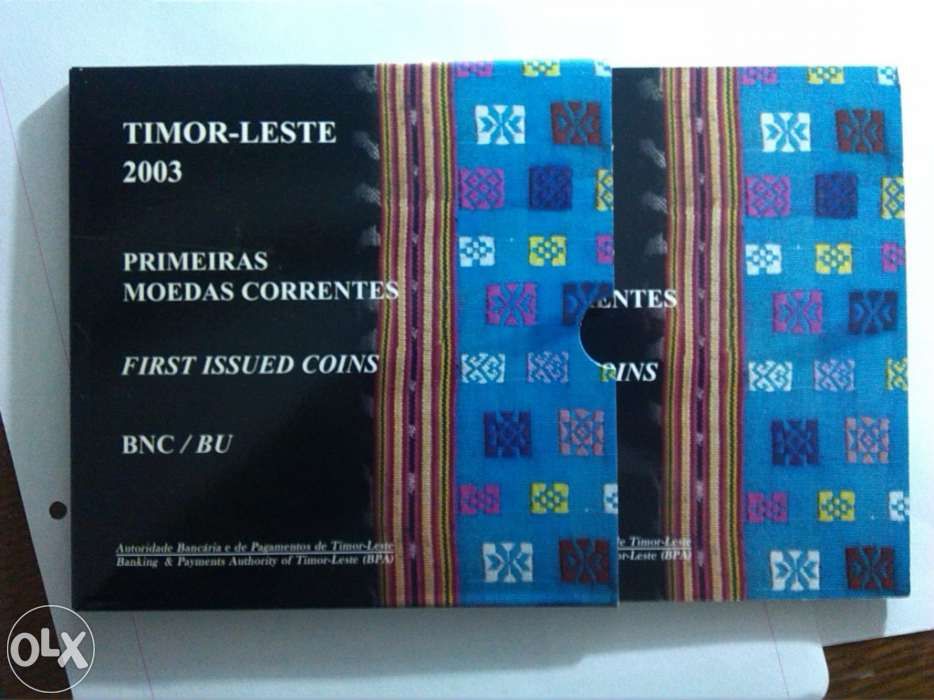 TIMOR-LESTE
2003
PRIMEIRAS
MOEDAS CORRENTES
FIRST ISSUED COINS
BNC / BU
Autoridade Bancária e de Pagamentos de Timor-Leste
Banking & Payments Authority of Timor-Leste (BPA)
ENTES
OINS
de Timor-Leste
or-Leste (BPA)
OLX